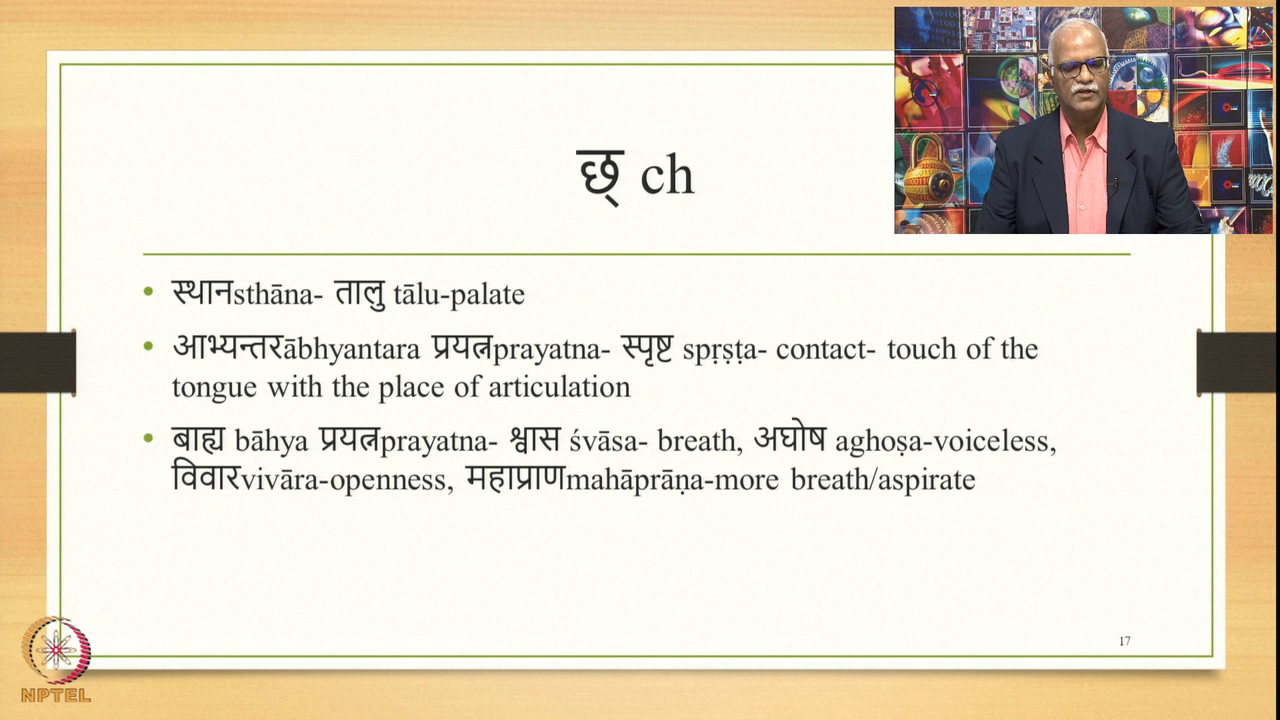 छ् ch
• स्थानsthāna- तालु tālu-palate
• आभ्यन्तरābhyantara प्रयत्नprayatna- स्पृष्ट spṛṣṭa- contact- touch of the
tongue with the place of articulation
• बाह्य bāhya प्रयत्नprayatna- श्वास śvāsa- breath, अघोष aghoṣa-voiceless,
विवारvivāra-openness, महाप्राणmahāprāṇa-more breath/aspirate
17
NPTEL